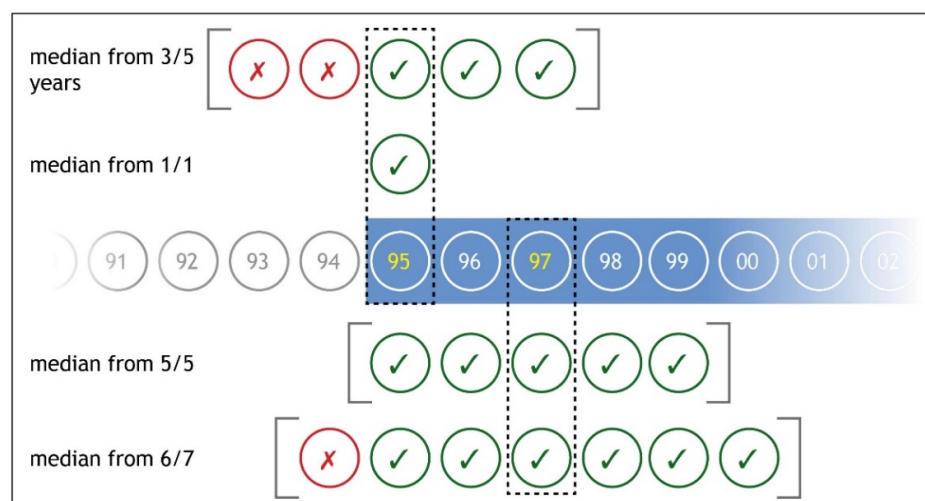 median from 3/5
years
✗ ✗ ✓ ✓ ✓
median from 1/1
✓
91 92 93 94 95 96 97 98 99 00 01 02
median from 5/5
✓ ✓ ✓ ✓ ✓
median from 6/7
✗ ✓ ✓ ✓ ✓ ✓ ✓